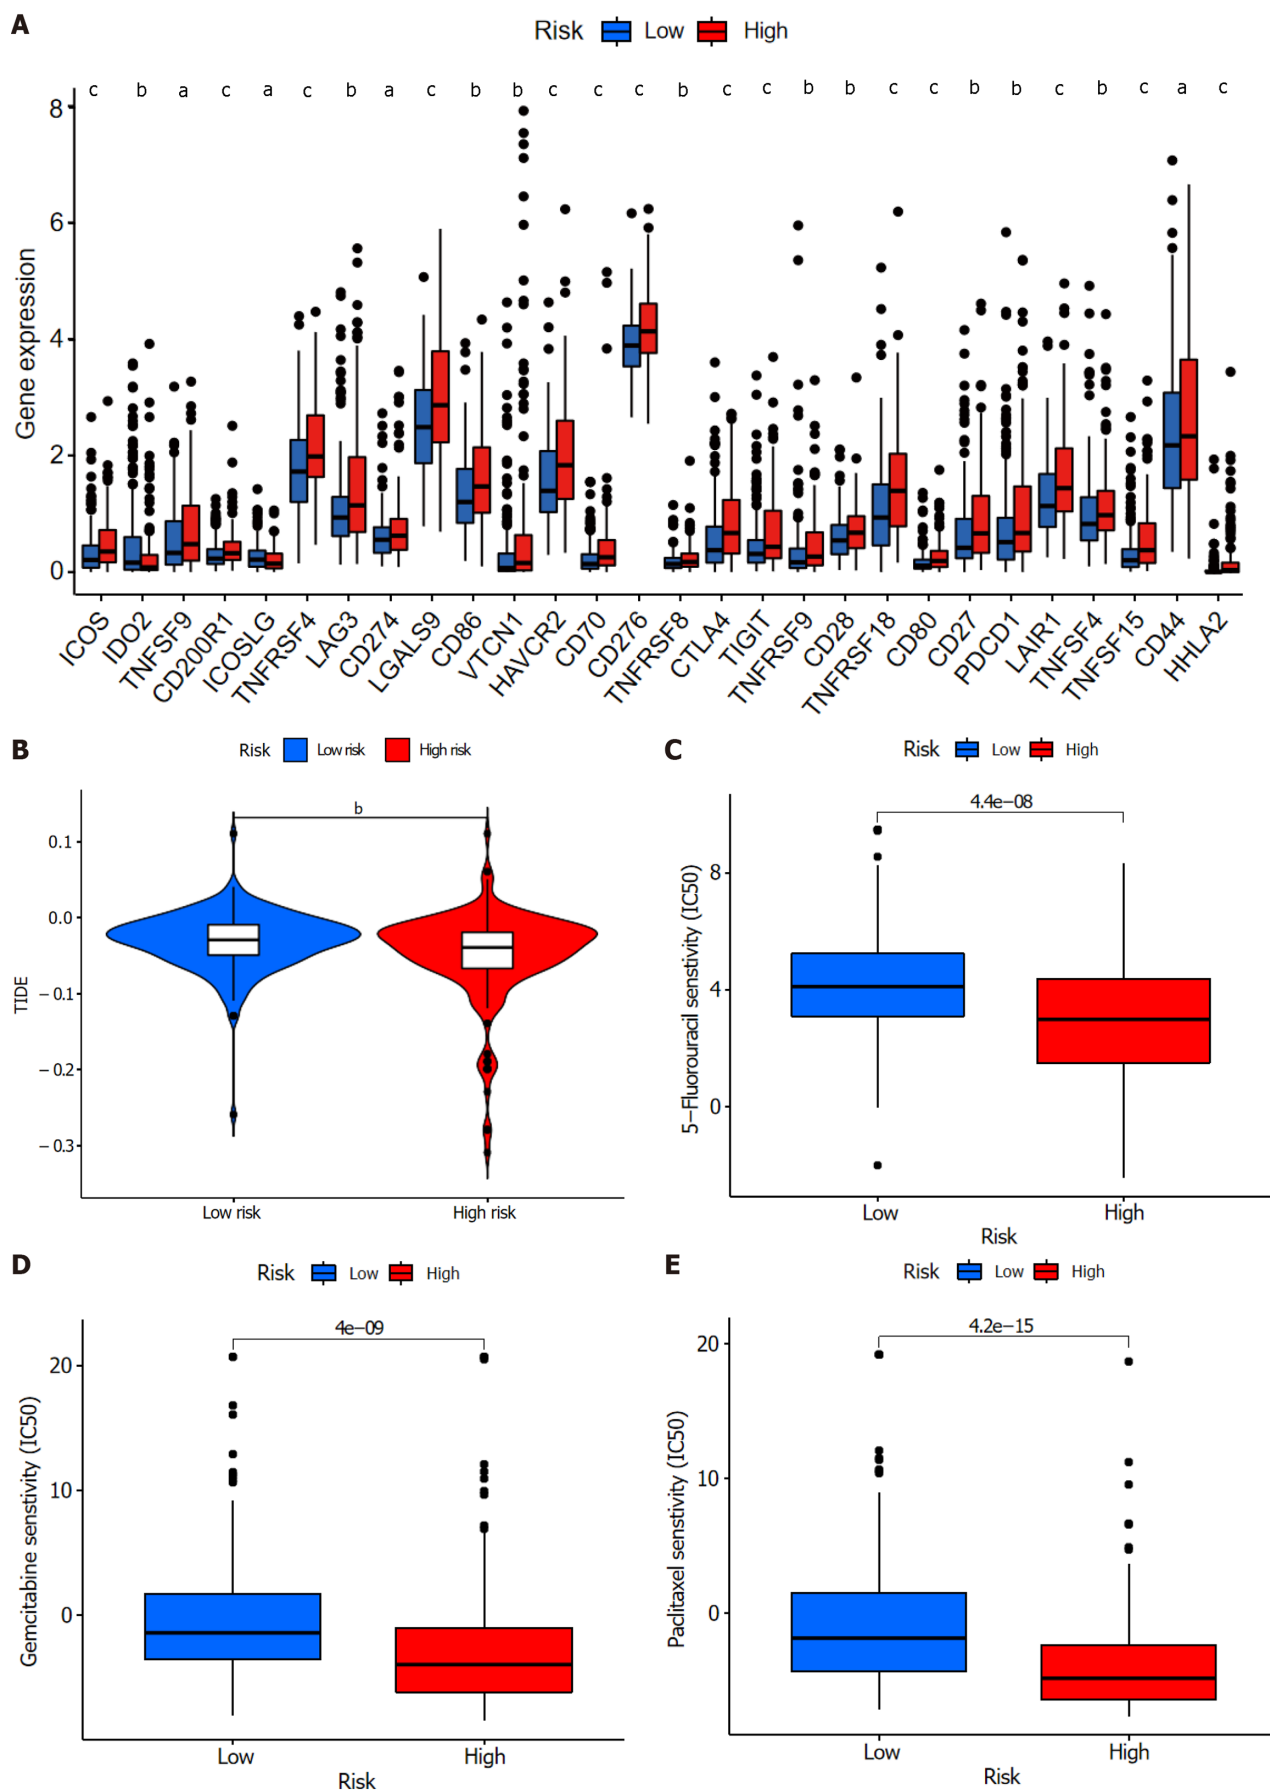 A
Risk Low High
c b a c a c b a c b b c c c b c c b b c c b b c b c a c
8
6
4
2
0
Gene expression
ICOS
IDO2
TNFSF9
CD200R1
ICOSLG
TNFRSF4
LAG3
CD274
LGALS9
CD86
VTCN1
HAVCR2
CD70
CD276
TNFRSF8
CTLA4
TIGIT
TNFRSF9
CD28
TNFRSF18
CD80
CD27
PDCD1
LAIR1
TNFSF4
TNFSF15
CD44
HHLA2
B
Risk Low risk High risk
b
0.1
0.0
−0.1
−0.2
−0.3
TIDE
Low risk High risk
C
Risk Low High
4.4e−08
8
4
0
5−Fluorouracil senstivity (IC50)
Low High
Risk
D
Risk Low High
4e−09
20
10
0
Gemcitabine senstivity (IC50)
Low High
Risk
E
Risk Low High
4.2e−15
20
10
0
Paclitaxel senstivity (IC50)
Low High
Risk